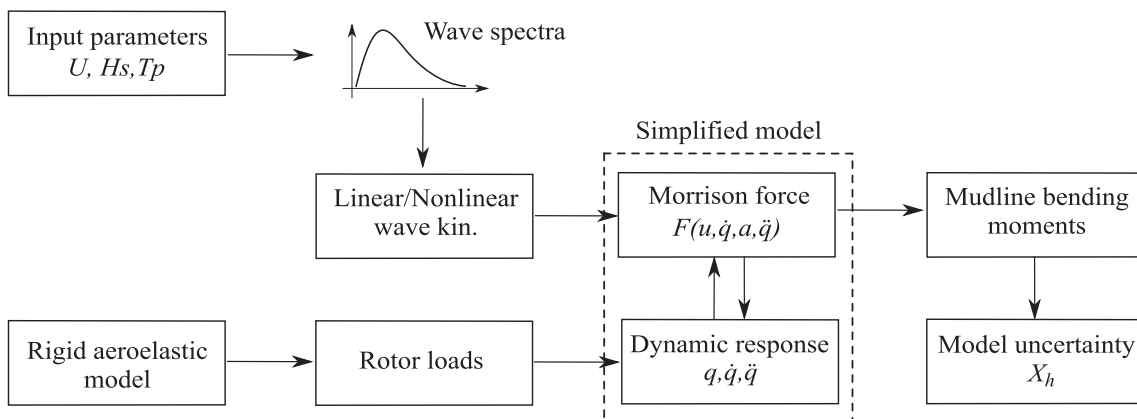 Input parameters
U, Hs,Tp
Wave spectra
Simplified model
Linear/Nonlinear
wave kin.
Morrison force
F(u,q̇,a,q̈)
Mudline bending
moments
Rigid aeroelastic
model
Rotor loads
Dynamic response
q,q̇,q̈
Model uncertainty
X_h